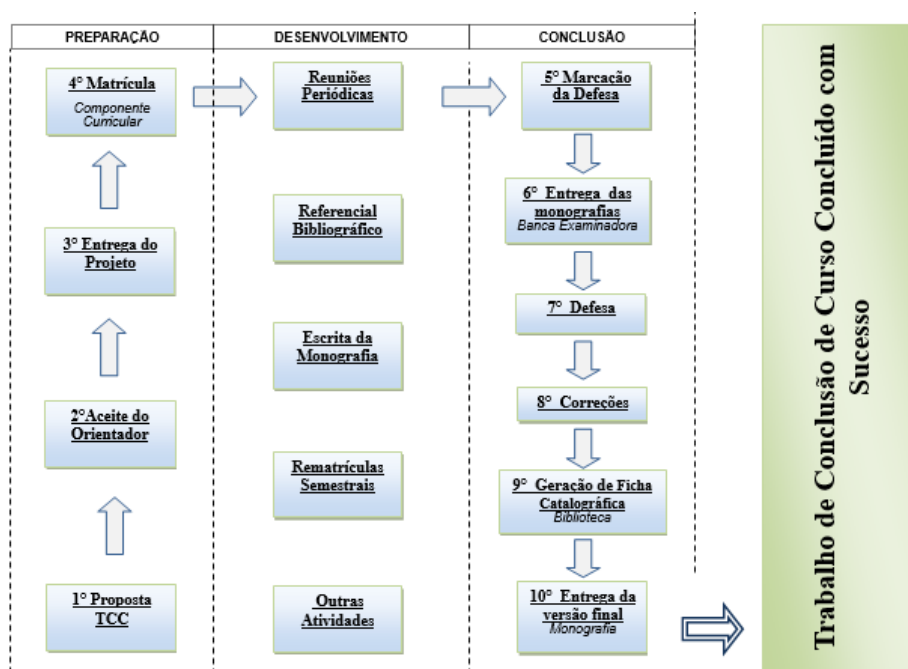 PREPARAÇÃO
DESENVOLVIMENTO
CONCLUSÃO
4° Matrícula
Componente
Curricular
3° Entrega do
Projeto
2°Aceite do
Orientador
1° Proposta
TCC
Reuniões
Periódicas
Referencial
Bibliográfico
Escrita da
Monografia
Rematrículas
Semestrais
Outras
Atividades
5° Marcação
da Defesa
6° Entrega das
monografias
Banca Examinadora
7° Defesa
8° Correções
9° Geração de Ficha
Catalográfica
Biblioteca
10° Entrega da
versão final
Monografia
Trabalho de Conclusão de Curso Concluído com
Sucesso